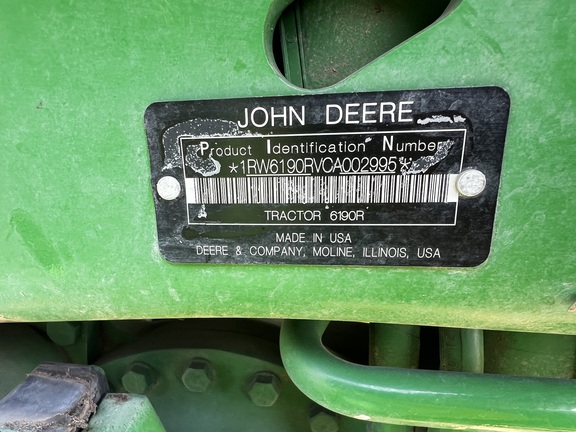 JOHN DEERE
Product Identification Number
*1RW6190RVCA002995*
TRACTOR 6190R
MADE IN USA
DEERE & COMPANY, MOLINE, ILLINOIS, USA